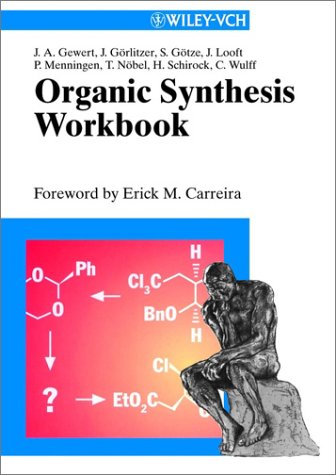 WILEY-VCH
J. A. Gewert, J. Görlitzer, S. Götze, J. Looft
P. Menningen, T. Nöbel, H. Schirock, C. Wulff
Organic Synthesis
Workbook
Foreword by Erick M. Carreira
H
O
Ph
Cl₃C
O
BnO
H
Cl
?
EtO₂C